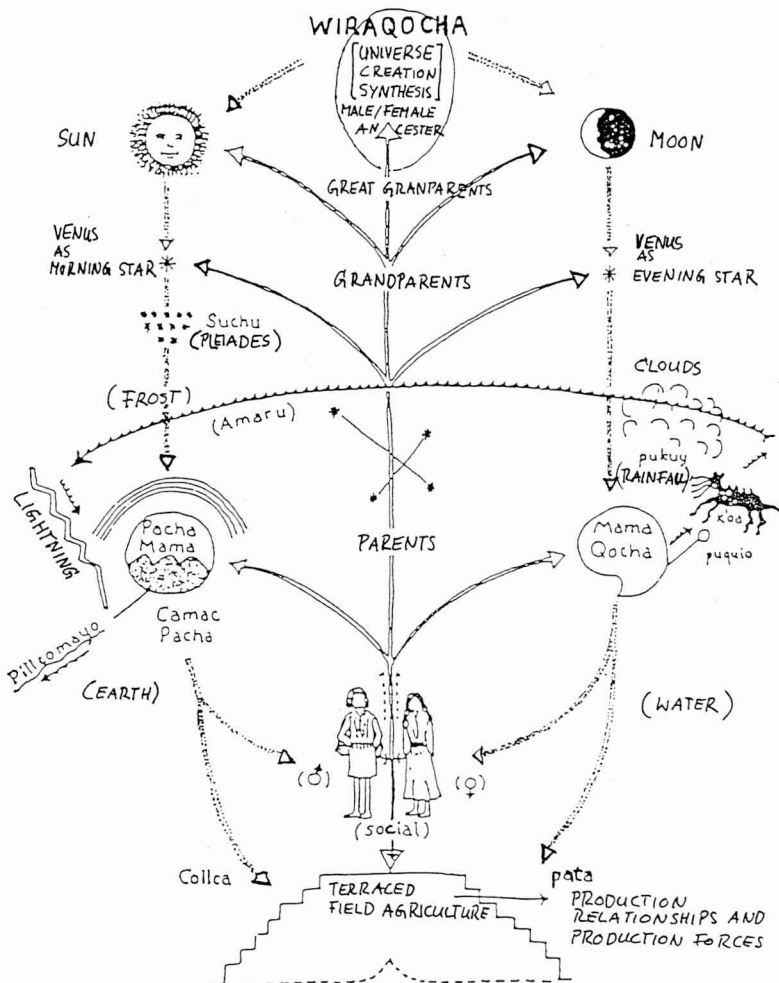 WIRAQOCHA
UNIVERSE
CREATION
SYNTHESIS
MALE/FEMALE
ANCESTER
SUN
MOON
GREAT GRANPARENTS
VENUS
AS
MORNING STAR
GRANDPARENTS
VENUS
AS
EVENING STAR
Suchu
(PLEIADES)
CLOUDS
(FROST)
(Amaru)
pukuy
(RAINFALL)
LIGHTNING
Pacha
Mama
PARENTS
Mama
Qocha
x'oa
puquio
Camac
Pacha
Pillcomayo
(EARTH)
(WATER)
(♂)
(♀)
(social)
Collca
pata
TERRACED
FIELD AGRICULTURE
PRODUCTION
RELATIONSHIPS AND
PRODUCTION FORCES